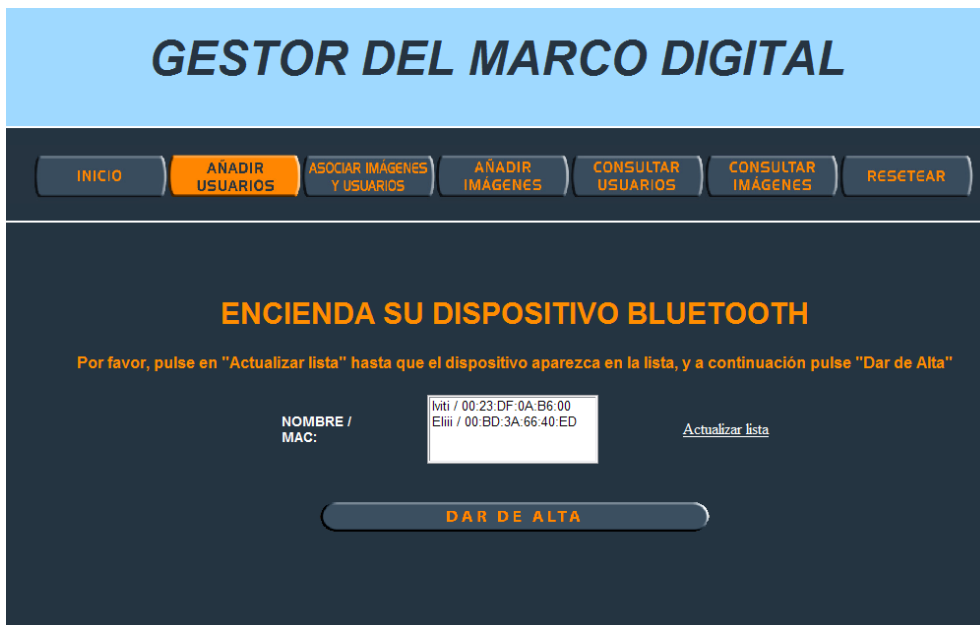 GESTOR DEL MARCO DIGITAL
INICIO
AÑADIR
USUARIOS
ASOCIAR IMÁGENES
Y USUARIOS
AÑADIR
IMÁGENES
CONSULTAR
USUARIOS
CONSULTAR
IMÁGENES
RESETEAR
ENCIENDA SU DISPOSITIVO BLUETOOTH
Por favor, pulse en "Actualizar lista" hasta que el dispositivo aparezca en la lista, y a continuación pulse "Dar de Alta"
NOMBRE /
MAC:
Iviti / 00:23:DF:0A:B6:00
Eliii / 00:BD:3A:66:40:ED
Actualizar lista
DAR DE ALTA